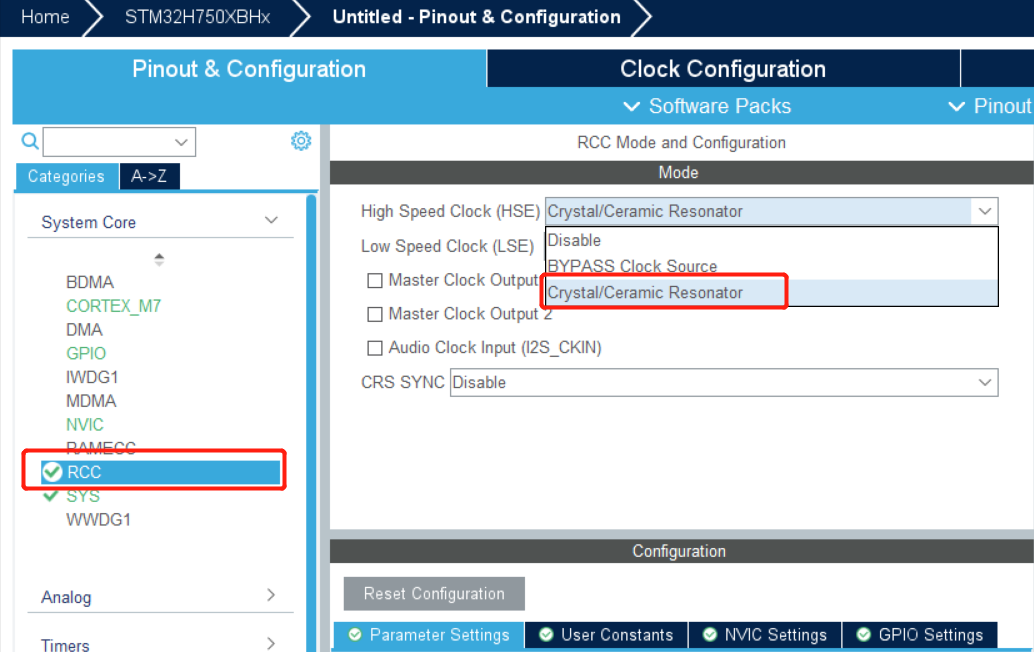 Home STM32H750XBHx Untitled - Pinout & Configuration
Pinout & Configuration Clock Configuration
Software Packs Pinout
RCC Mode and Configuration
Categories A->Z
Mode
System Core
High Speed Clock (HSE) Crystal/Ceramic Resonator
Disable
Low Speed Clock (LSE)
BYPASS Clock Source
Master Clock Output
Crystal/Ceramic Resonator
Master Clock Output 2
Audio Clock Input (I2S_CKIN)
CRS SYNC Disable
BDMA
CORTEX_M7
DMA
GPIO
IWDG1
MDMA
NVIC
RAMECC
RCC
SYS
WWDG1
Analog
Timers
Configuration
Reset Configuration
Parameter Settings User Constants NVIC Settings GPIO Settings